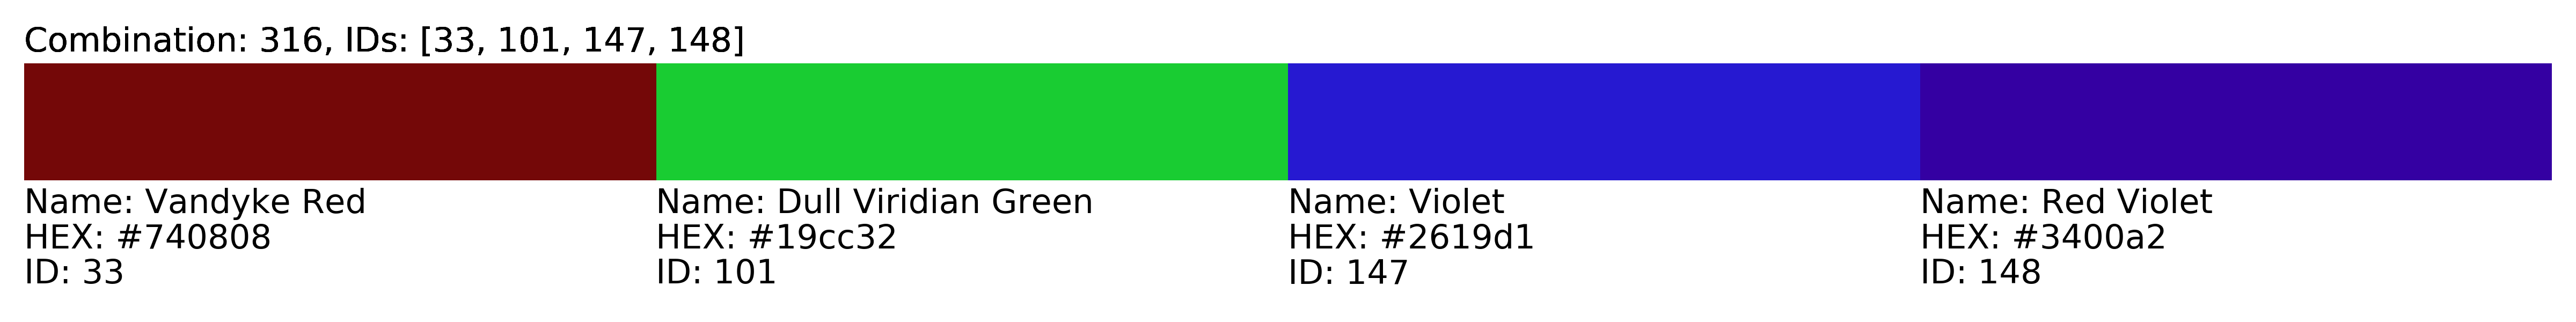 Combination: 316, IDs: [33, 101, 147, 148]
Name: Vandyke Red
HEX: #740808
ID: 33
Name: Dull Viridian Green
HEX: #19cc32
ID: 101
Name: Violet
HEX: #2619d1
ID: 147
Name: Red Violet
HEX: #3400a2
ID: 148